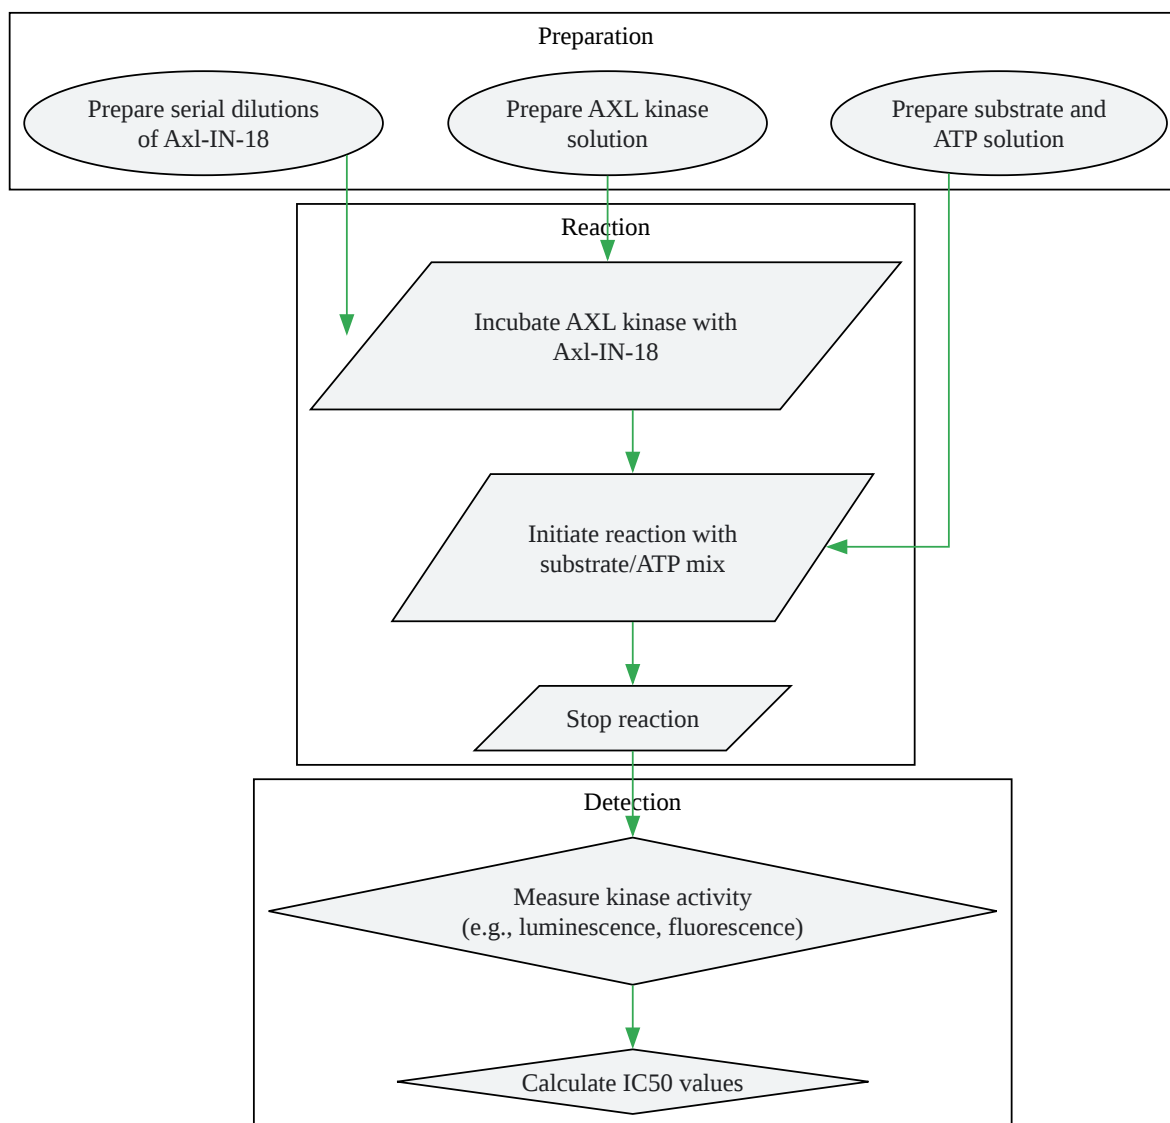 Preparation
Prepare serial dilutions
of Axl-IN-18
Prepare AXL kinase
solution
Prepare substrate and
ATP solution
Reaction
Incubate AXL kinase with
Axl-IN-18
Initiate reaction with
substrate/ATP mix
Stop reaction
Detection
Measure kinase activity
(e.g., luminescence, fluorescence)
Calculate IC50 values